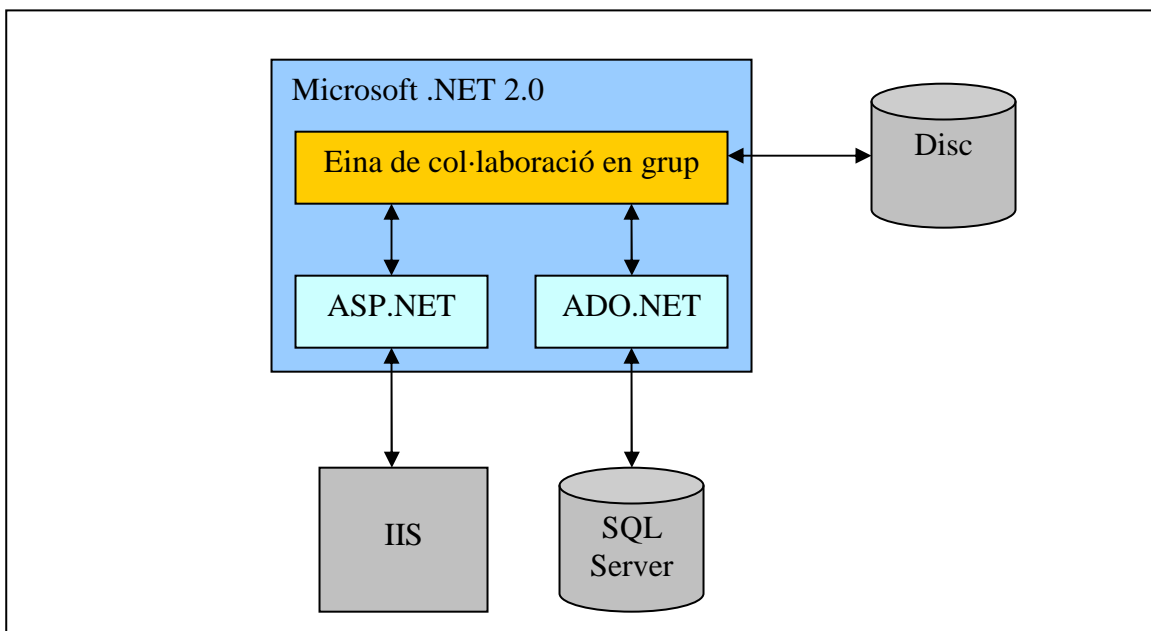 Microsoft .NET 2.0
Eina de col·laboració en grup
Disc
ASP.NET
ADO.NET
IIS
SQL
Server